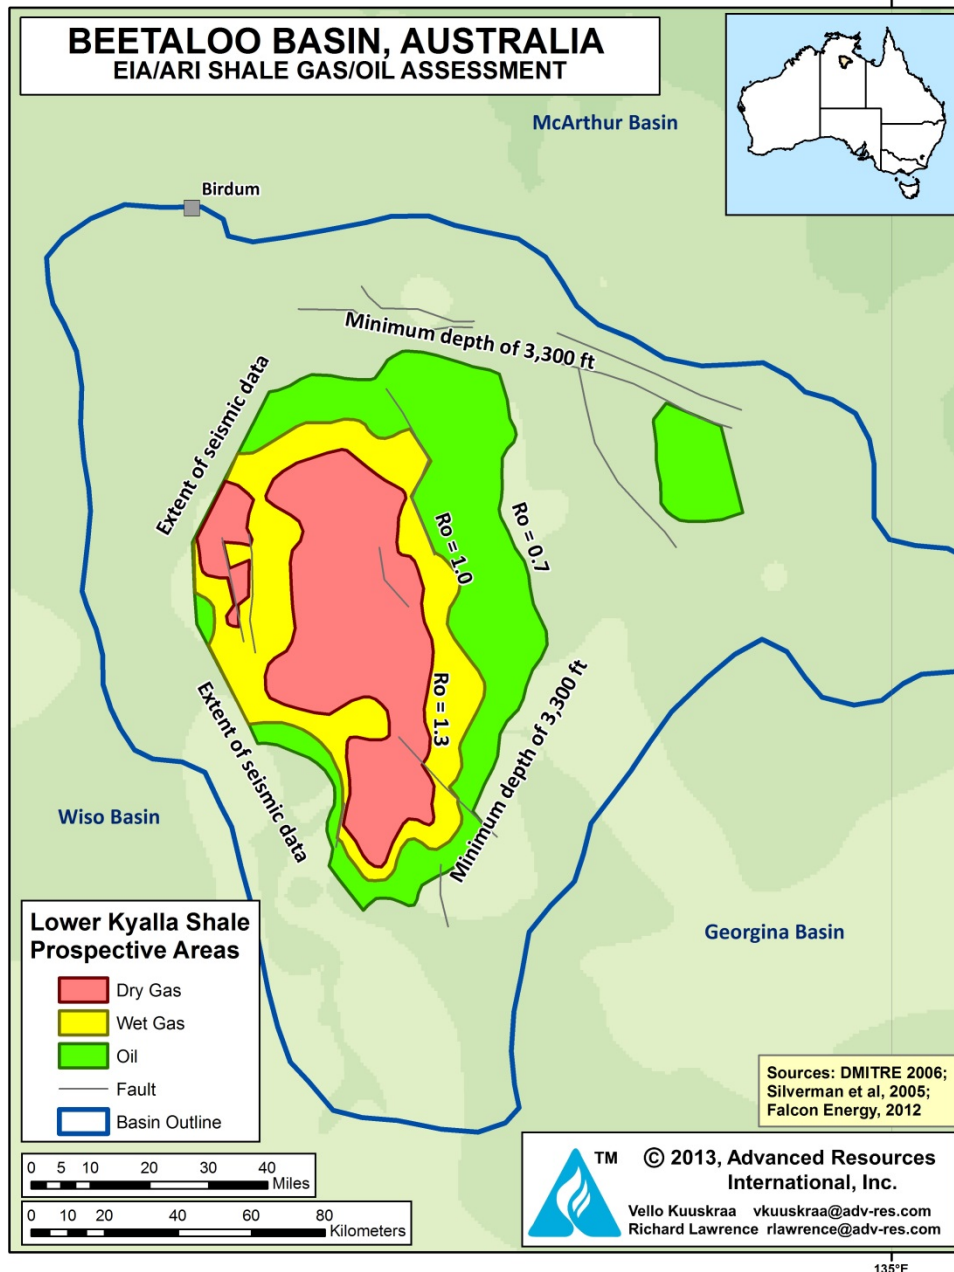 BEETALOO BASIN, AUSTRALIA
EIA/ARI SHALE GAS/OIL ASSESSMENT
McArthur Basin
Birdum
Minimum depth of 3,300 ft
Extent of seismic data
Ro = 1.0
Ro = 0.7
Ro = 1.3
Extent of seismic data
Minimum depth of 3,300 ft
Wiso Basin
Georgina Basin
Lower Kyalla Shale
Prospective Areas
Dry Gas
Wet Gas
Oil
Fault
Basin Outline
0 5 10 20 30 40
Miles
0 10 20 40 60 80
Kilometers
Sources: DMITRE 2006;
Silverman et al, 2005;
Falcon Energy, 2012
TM
© 2013, Advanced Resources
International, Inc.
Vello Kuuskraa vkuuskraa@adv-res.com
Richard Lawrence rlawrence@adv-res.com
135°E